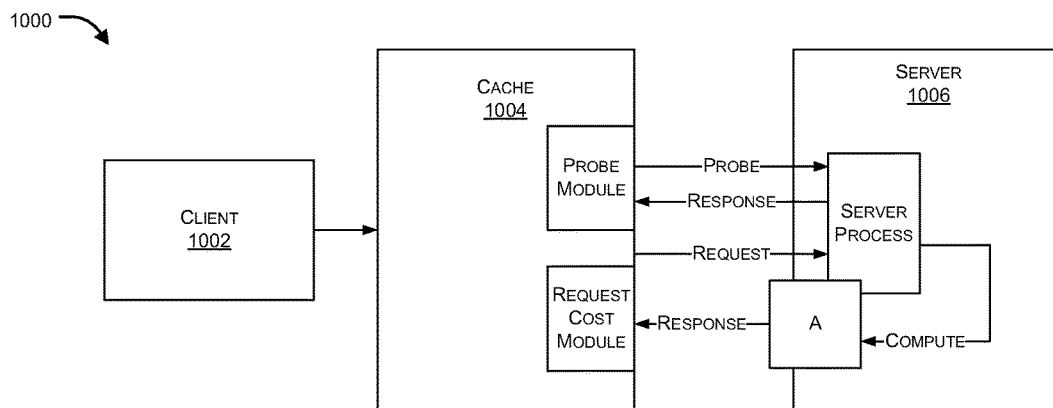 1000
CLIENT
1002
CACHE
1004
PROBE
MODULE
REQUEST
COST
MODULE
PROBE
RESPONSE
REQUEST
RESPONSE
SERVER
1006
SERVER
PROCESS
A
COMPUTE